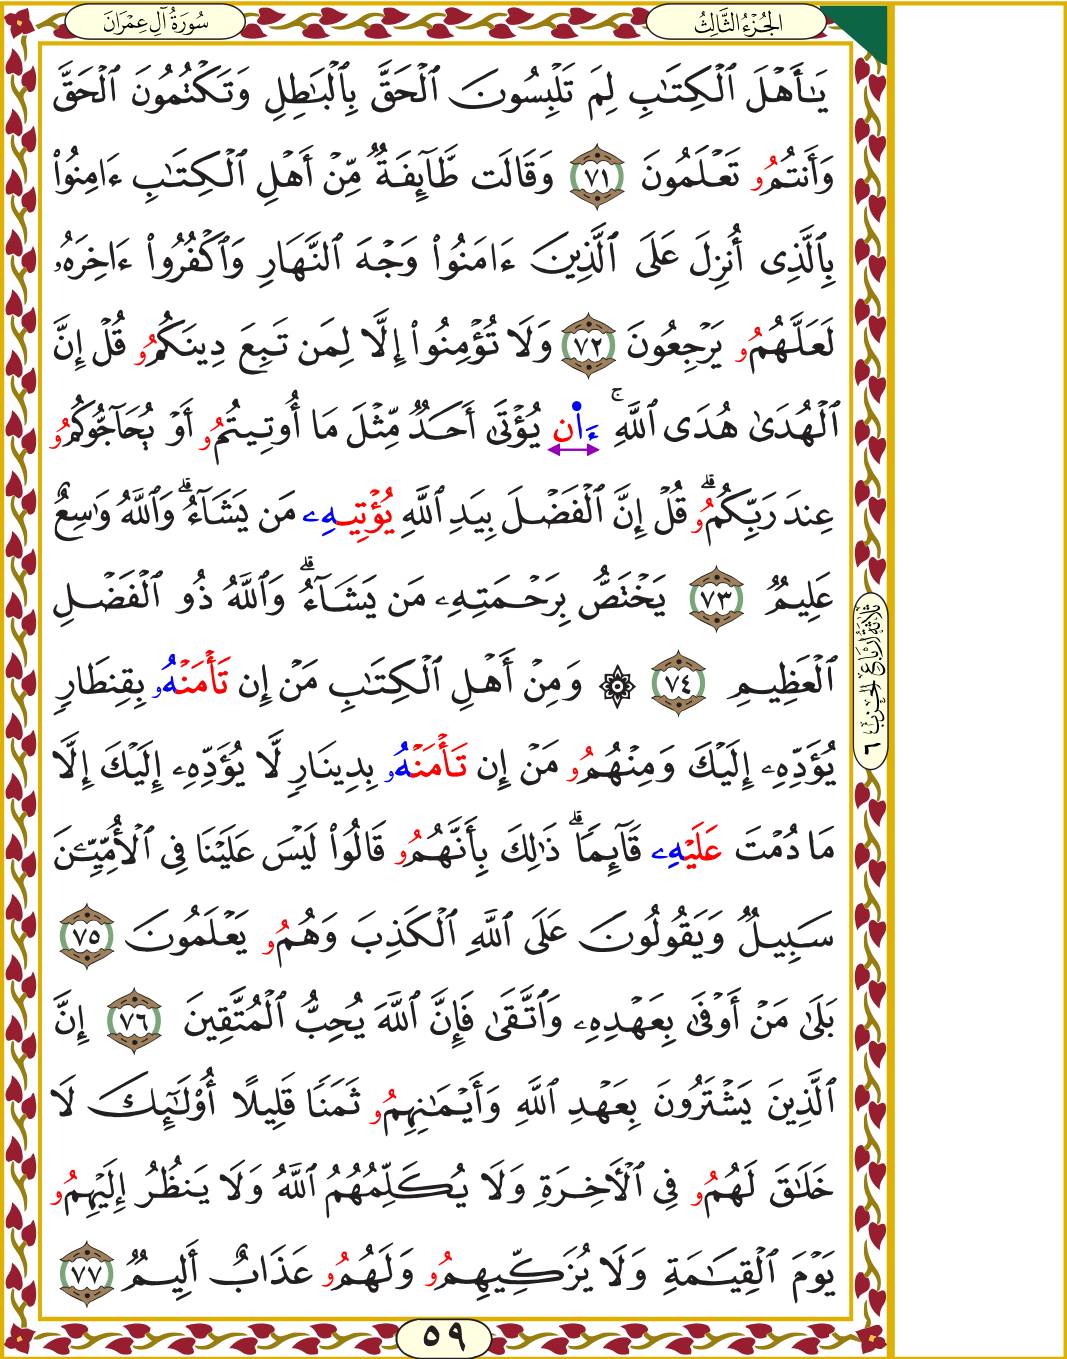 سُورَةُ آلِ عِمْرَانَ
الجُزْءُ الثَّالِثُ
يَـٰٓأَهْلَ ٱلْكِتَـٰبِ لِمَ تَلْبِسُونَ ٱلْحَقَّ بِٱلْبَـٰطِلِ وَتَكْتُمُونَ ٱلْحَقَّ
وَأَنتُمُۥ تَعْلَمُونَ ٧١ وَقَالَت طَّآئِفَةٌ مِّنْ أَهْلِ ٱلْكِتَـٰبِ ءَامِنُوا۟
بِٱلَّذِى أُنزِلَ عَلَى ٱلَّذِينَ ءَامَنُوا۟ وَجْهَ ٱلنَّهَارِ وَٱكْفُرُوٓا۟ ءَاخِرَهُۥ
لَعَلَّهُمُۥ يَرْجِعُونَ ٧٢ وَلَا تُؤْمِنُوٓا۟ إِلَّا لِمَن تَبِعَ دِينَكُمُۥ قُلْ إِنَّ
ٱلْهُدَىٰ هُدَى ٱللَّهِ ۚ ءَا۬ن يُؤْتَىٰٓ أَحَدٌ مِّثْلَ مَآ أُوتِيتُمُۥ أَوْ يُحَآجُّوكُمُۥ
عِندَ رَبِّكُمُۥ ۗ قُلْ إِنَّ ٱلْفَضْلَ بِيَدِ ٱللَّهِ يُؤْتِيهِۦ مَن يَشَآءُ ۗ وَٱللَّهُ وَٰسِعٌ
عَلِيمٌ ٧٣ يَخْتَصُّ بِرَحْمَتِهِۦ مَن يَشَآءُ ۗ وَٱللَّهُ ذُو ٱلْفَضْلِ
ٱلْعَظِيمِ ٧٤ ۞ وَمِنْ أَهْلِ ٱلْكِتَـٰبِ مَنْ إِن تَأْمَنْهُۥ بِقِنطَارٍ
يُؤَدِّهِۦٓ إِلَيْكَ وَمِنْهُمُۥ مَنْ إِن تَأْمَنْهُۥ بِدِينَارٍ لَّا يُؤَدِّهِۦٓ إِلَيْكَ إِلَّا
مَا دُمْتَ عَلَيْهِۦ قَآئِمًا ۗ ذَٰلِكَ بِأَنَّهُمُۥ قَالُوا۟ لَيْسَ عَلَيْنَا فِى ٱلْأُمِّيِّـۧنَ
سَبِيلٌ وَيَقُولُونَ عَلَى ٱللَّهِ ٱلْكَذِبَ وَهُمُۥ يَعْلَمُونَ ٧٥
بَلَىٰ مَنْ أَوْفَىٰ بِعَهْدِهِۦ وَٱتَّقَىٰ فَإِنَّ ٱللَّهَ يُحِبُّ ٱلْمُتَّقِينَ ٧٦ إِنَّ
ٱلَّذِينَ يَشْتَرُونَ بِعَهْدِ ٱللَّهِ وَأَيْمَـٰنِهِمُۥ ثَمَنًا قَلِيلًا أُو۟لَـٰٓئِكَ لَا
خَلَـٰقَ لَهُمُۥ فِى ٱلْأَخِرَةِ وَلَا يُكَلِّمُهُمُ ٱللَّهُ وَلَا يَنظُرُ إِلَيْهِمُۥ
يَوْمَ ٱلْقِيَـٰمَةِ وَلَا يُزَكِّيهِمُۥ وَلَهُمُۥ عَذَابٌ أَلِيمٌ ٧٧
ثَلَاثَةُ أَرْبَاعِ الحِزْبِ ٦
٥٩